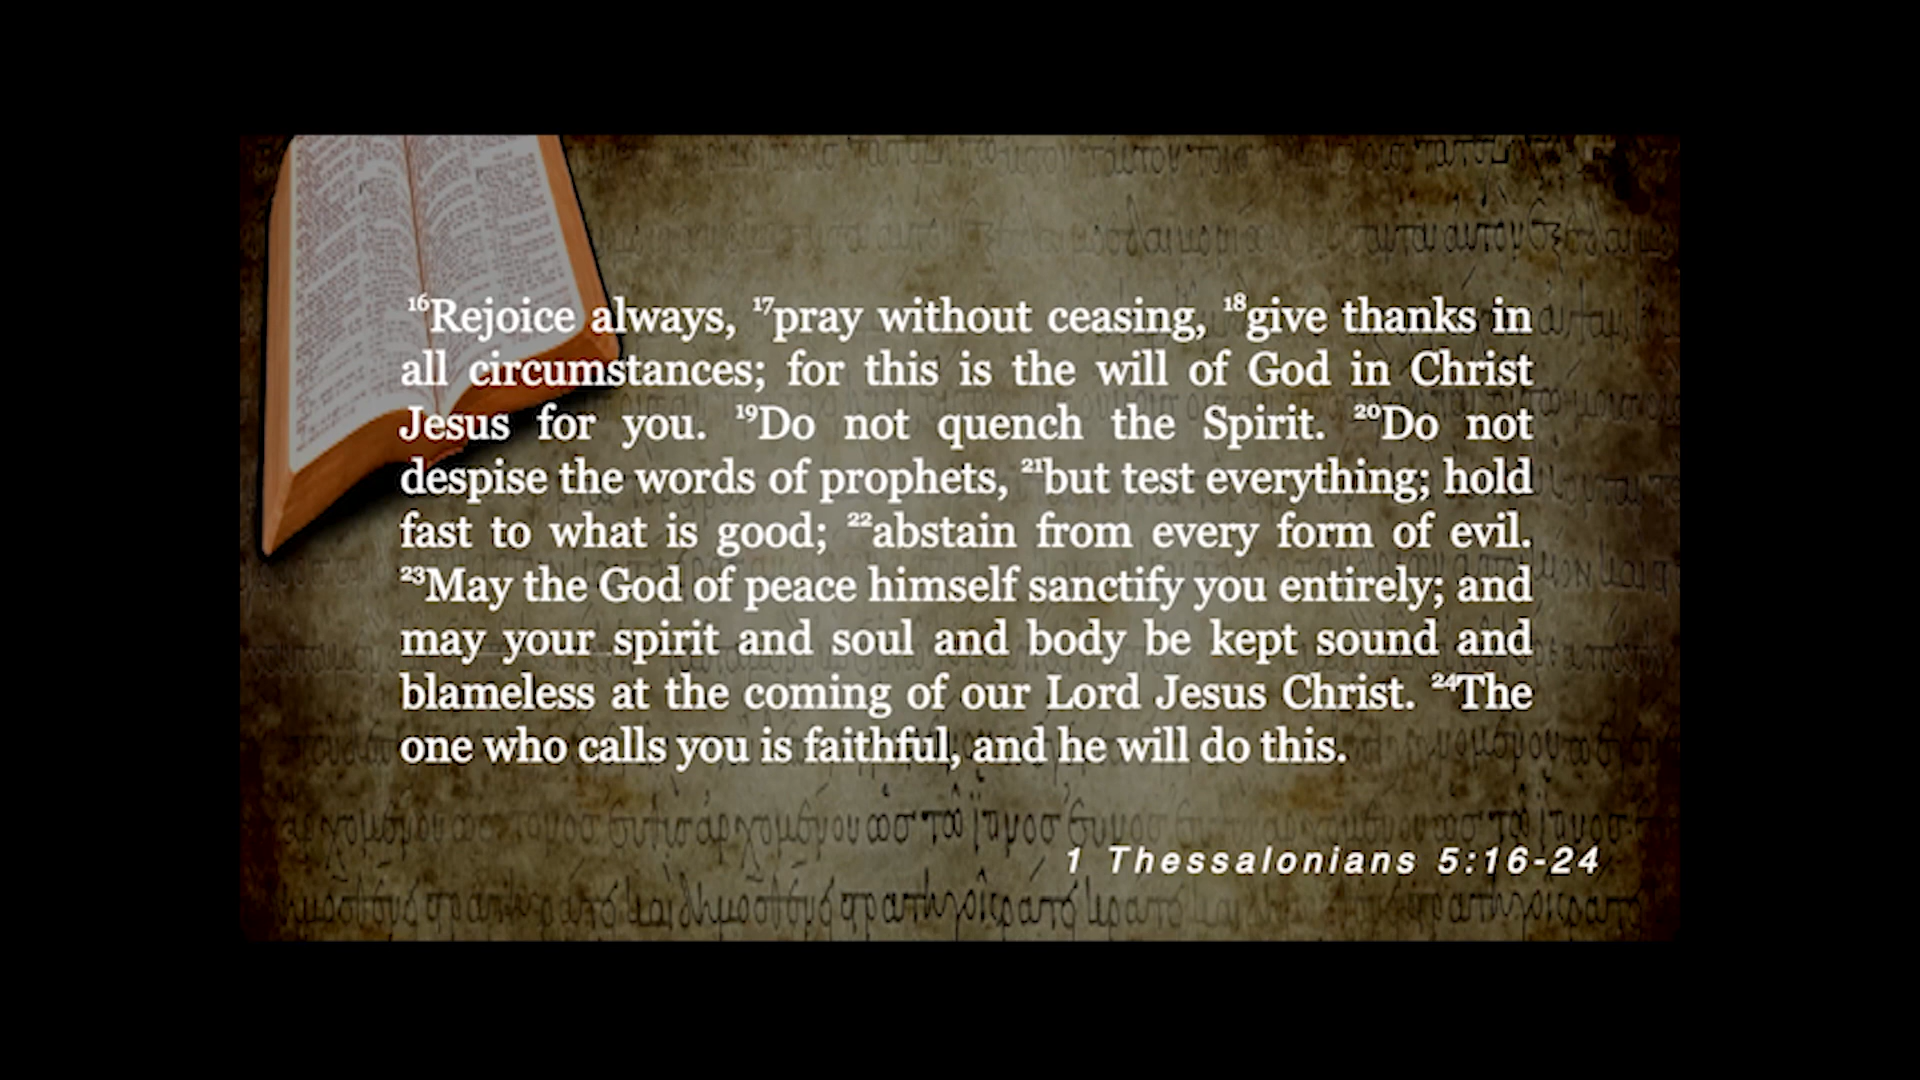 ¹⁶Rejoice always, ¹⁷pray without ceasing, ¹⁸give thanks in
all circumstances; for this is the will of God in Christ
Jesus for you. ¹⁹Do not quench the Spirit. ²⁰Do not
despise the words of prophets, ²¹but test everything; hold
fast to what is good; ²²abstain from every form of evil.
²³May the God of peace himself sanctify you entirely; and
may your spirit and soul and body be kept sound and
blameless at the coming of our Lord Jesus Christ. ²⁴The
one who calls you is faithful, and he will do this.
1 Thessalonians 5:16-24